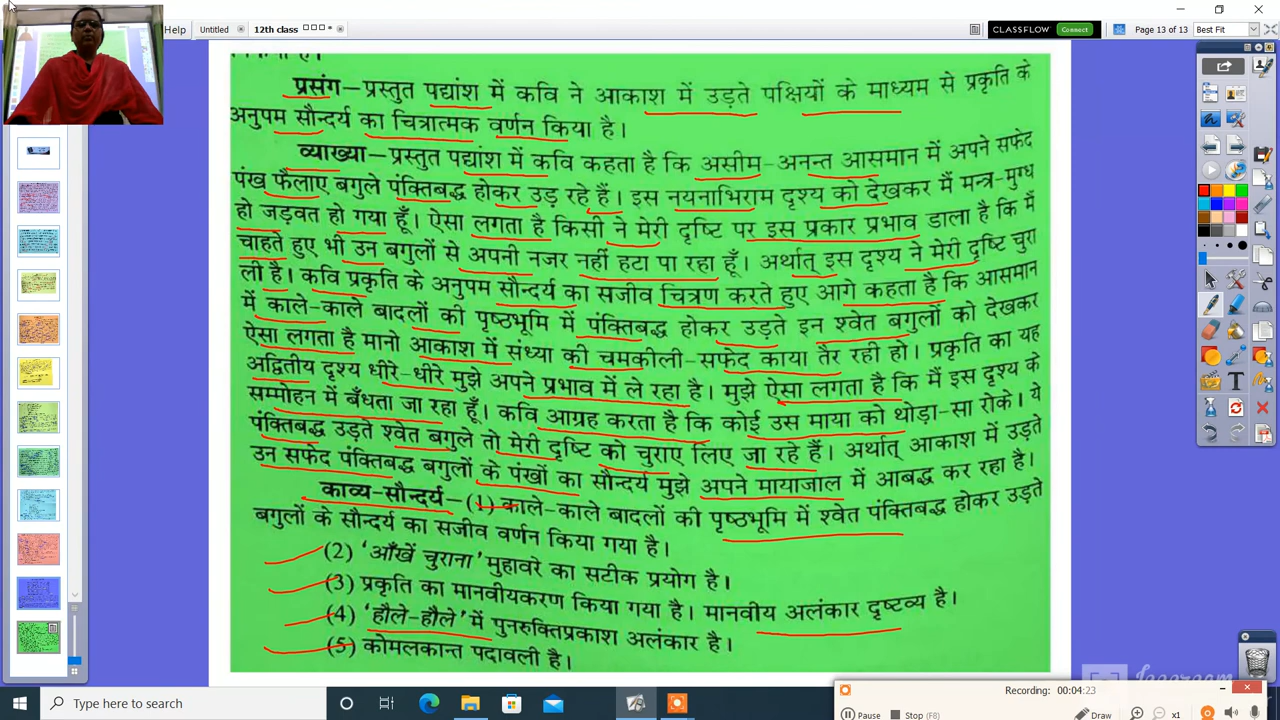 Help
Untitled
12th class
CLASSFLOW Connect
Page 13 of 13
Best Fit
प्रसंग–प्रस्तुत पद्यांश में कवि ने आकाश में उड़ते पक्षियों के माध्यम से प्रकृति के
अनुपम सौन्दर्य का चित्रात्मक वर्णन किया है।
व्याख्या–प्रस्तुत पद्यांश में कवि कहता है कि असीम-अनन्त आसमान में अपने सफेद
पंख फैलाए बगुले पंक्तिबद्ध होकर उड़ रहे हैं। इस नयनाभिराम दृश्य को देखकर मैं मन्त्र-मुग्ध
हो जड़वत हो गया हूँ। ऐसा लगता है किसी ने मेरी दृष्टि पर इस प्रकार प्रभाव डाला है कि मैं
चाहते हुए भी उन बगुलों से अपनी नजर नहीं हटा पा रहा हूँ। अर्थात् इस दृश्य ने मेरी दृष्टि चुरा
ली है। कवि प्रकृति के अनुपम सौन्दर्य का सजीव चित्रण करते हुए आगे कहता है कि आसमान
में काले-काले बादलों की पृष्ठभूमि में पंक्तिबद्ध होकर उड़ते इन श्वेत बगुलों को देखकर
ऐसा लगता है मानो आकाश में संध्या की चमकीली-सफेद काया तैर रही हो। प्रकृति का यह
अद्वितीय दृश्य धीरे-धीरे मुझे अपने प्रभाव में ले रहा है। मुझे ऐसा लगता है कि मैं इस दृश्य के
सम्मोहन में बँधता जा रहा हूँ। कवि आग्रह करता है कि कोई उस माया को थोड़ा-सा रोके। ये
पंक्तिबद्ध उड़ते श्वेत बगुले तो मेरी दृष्टि को चुराए लिए जा रहे हैं। अर्थात् आकाश में उड़ते
उन सफेद पंक्तिबद्ध बगुलों के पंखों का सौन्दर्य मुझे अपने मायाजाल में आबद्ध कर रहा है।
काव्य-सौन्दर्य–(1) काले-काले बादलों की पृष्ठभूमि में श्वेत पंक्तिबद्ध होकर उड़ते
बगुलों के सौन्दर्य का सजीव वर्णन किया गया है।
(2) 'आँखें चुराना' मुहावरे का सटीक प्रयोग है।
(3) प्रकृति का मानवीयकरण किया गया है। मानवीय अलंकार दृष्टव्य है।
(4) 'हौले-हौले' में पुनरुक्तिप्रकाश अलंकार है।
(5) कोमलकान्त पदावली है।
Recording: 00:04:23
Pause
Stop (F8)
Draw
x1
Type here to search